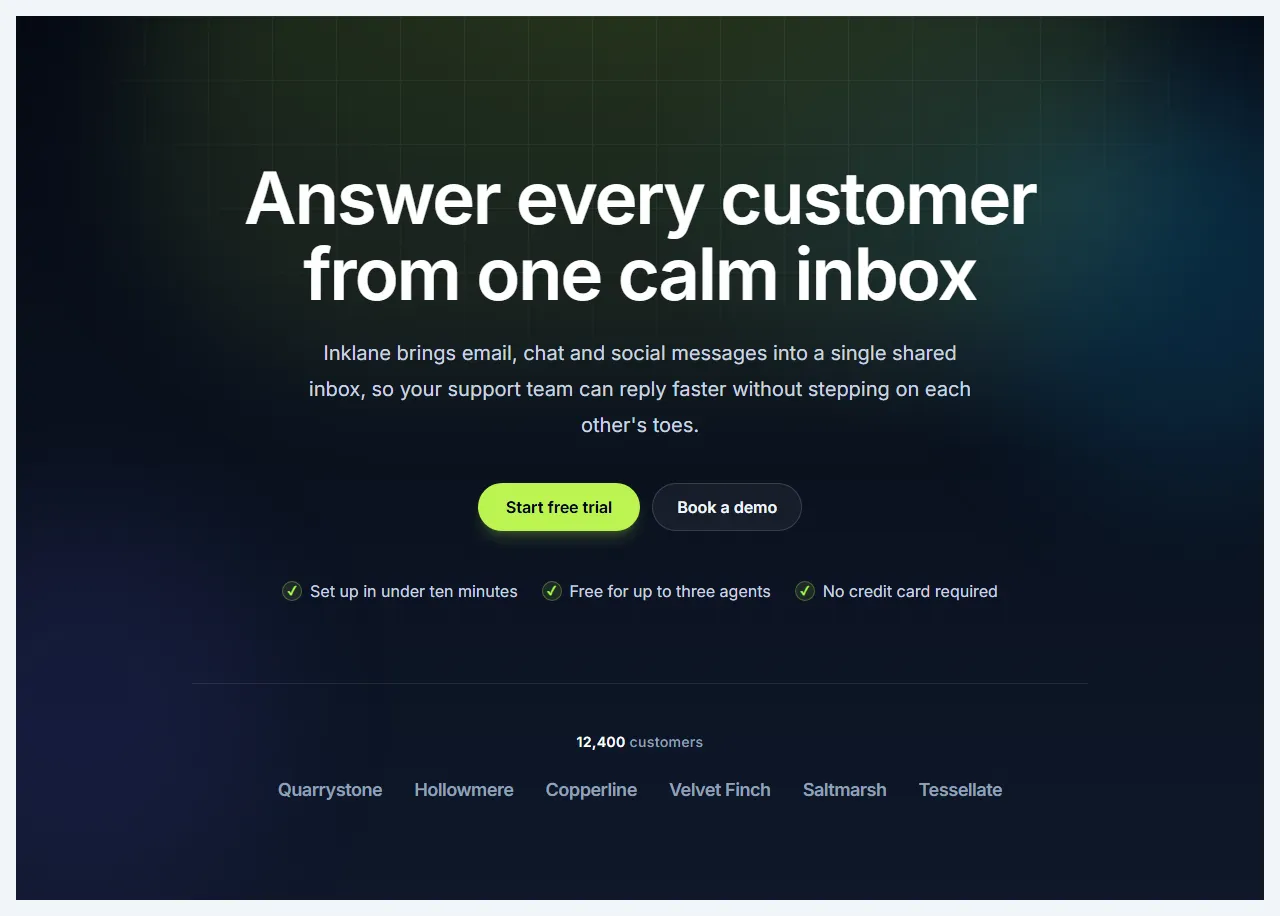 Answer every customer
from one calm inbox
Inklane brings email, chat and social messages into a single shared
inbox, so your support team can reply faster without stepping on each
other's toes.
Start free trial
Book a demo
✓ Set up in under ten minutes ✓ Free for up to three agents ✓ No credit card required
12,400 customers
Quarrystone Hollowmere Copperline Velvet Finch Saltmarsh Tessellate